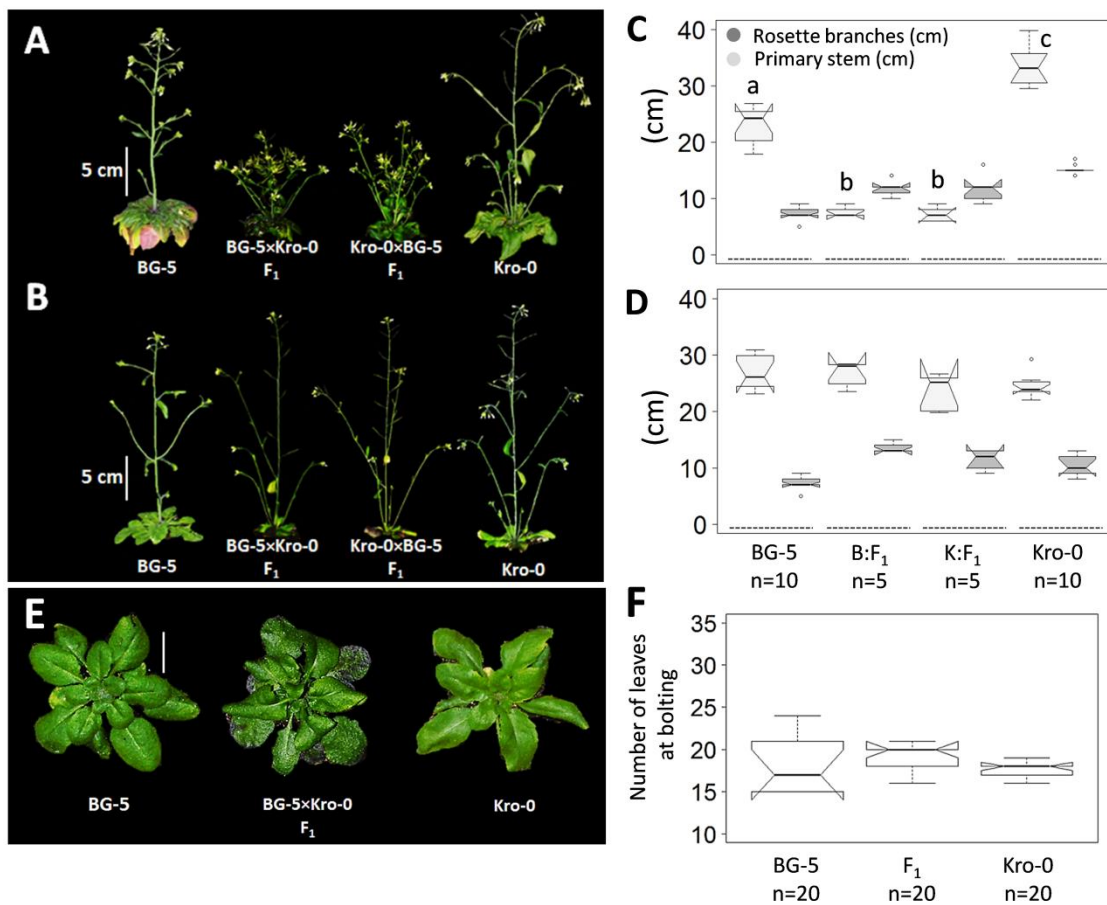 A
5 cm
BG-5
BG-5×Kro-0
F₁
Kro-0×BG-5
F₁
Kro-0
B
5 cm
BG-5
BG-5×Kro-0
F₁
Kro-0×BG-5
F₁
Kro-0
E
BG-5
BG-5×Kro-0
F₁
Kro-0
C
Rosette branches (cm)
Primary stem (cm)
(cm)
40
30
20
10
0
a
b
b
c
D
(cm)
40
30
20
10
0
BG-5
n=10
B:F₁
n=5
K:F₁
n=5
Kro-0
n=10
F
Number of leaves
at bolting
35
30
25
20
15
10
BG-5
n=20
F₁
n=20
Kro-0
n=20